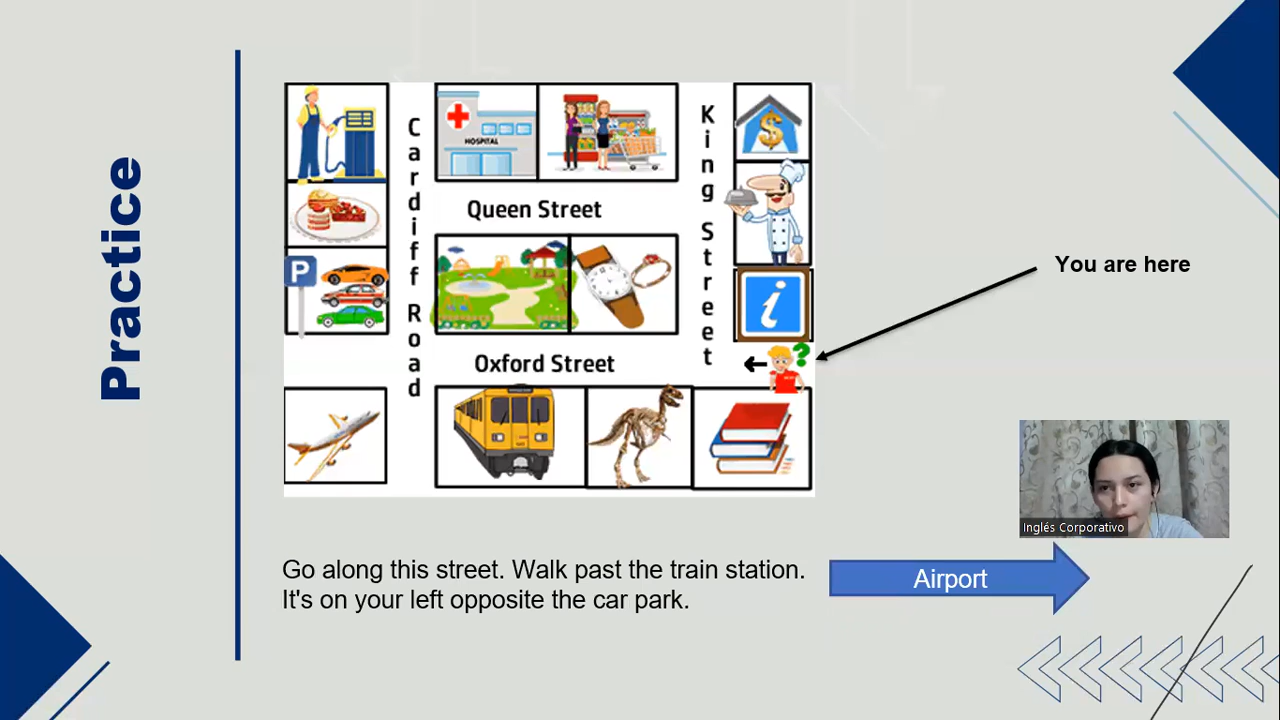 Practice
Cardiff Road
HOSPITAL
King Street
Queen Street
P
i
Oxford Street
?
$
You are here
Inglés Corporativo
Go along this street. Walk past the train station.
It's on your left opposite the car park.
Airport